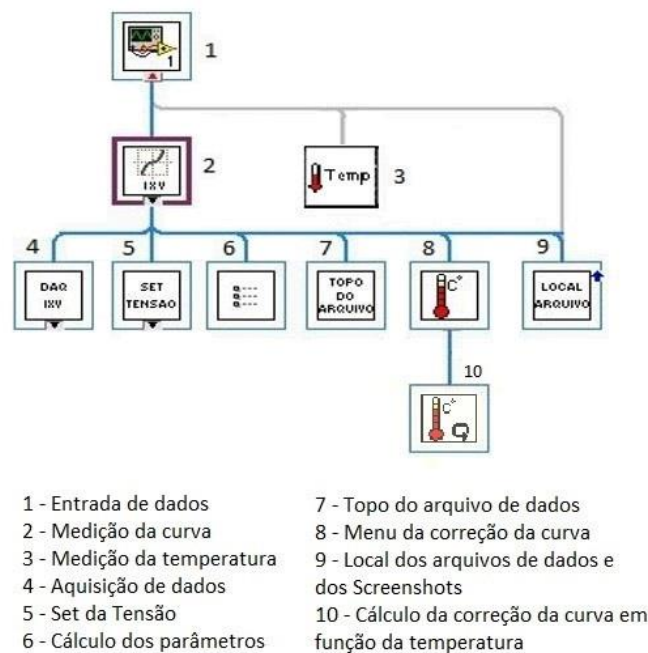 1
1
2
IXV
Temp
3
4
5
6
7
8
9
DAQ
IXV
SET
TENSAO
TOPO
DO
ARQUIVO
C°
LOCAL
ARQUIVO
10
C°
1 - Entrada de dados
2 - Medição da curva
3 - Medição da temperatura
4 - Aquisição de dados
5 - Set da Tensão
6 - Cálculo dos parâmetros
7 - Topo do arquivo de dados
8 - Menu da correção da curva
9 - Local dos arquivos de dados e
dos Screenshots
10 - Cálculo da correção da curva em
função da temperatura